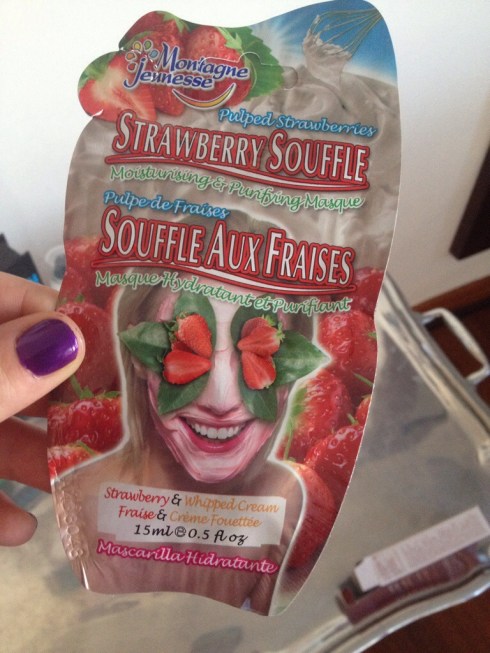 Montagne
Jeunesse
Pulped Strawberries
STRAWBERRY SOUFFLE
Moisturising & Purifying Masque
Pulpe de Fraises
SOUFFLE AUX FRAISES
Masque Hydratant et Purifiant
Strawberry & Whipped Cream
Fraise & Crème Fouettée
15ml ℮ 0.5 fl oz
Mascarilla Hidratante